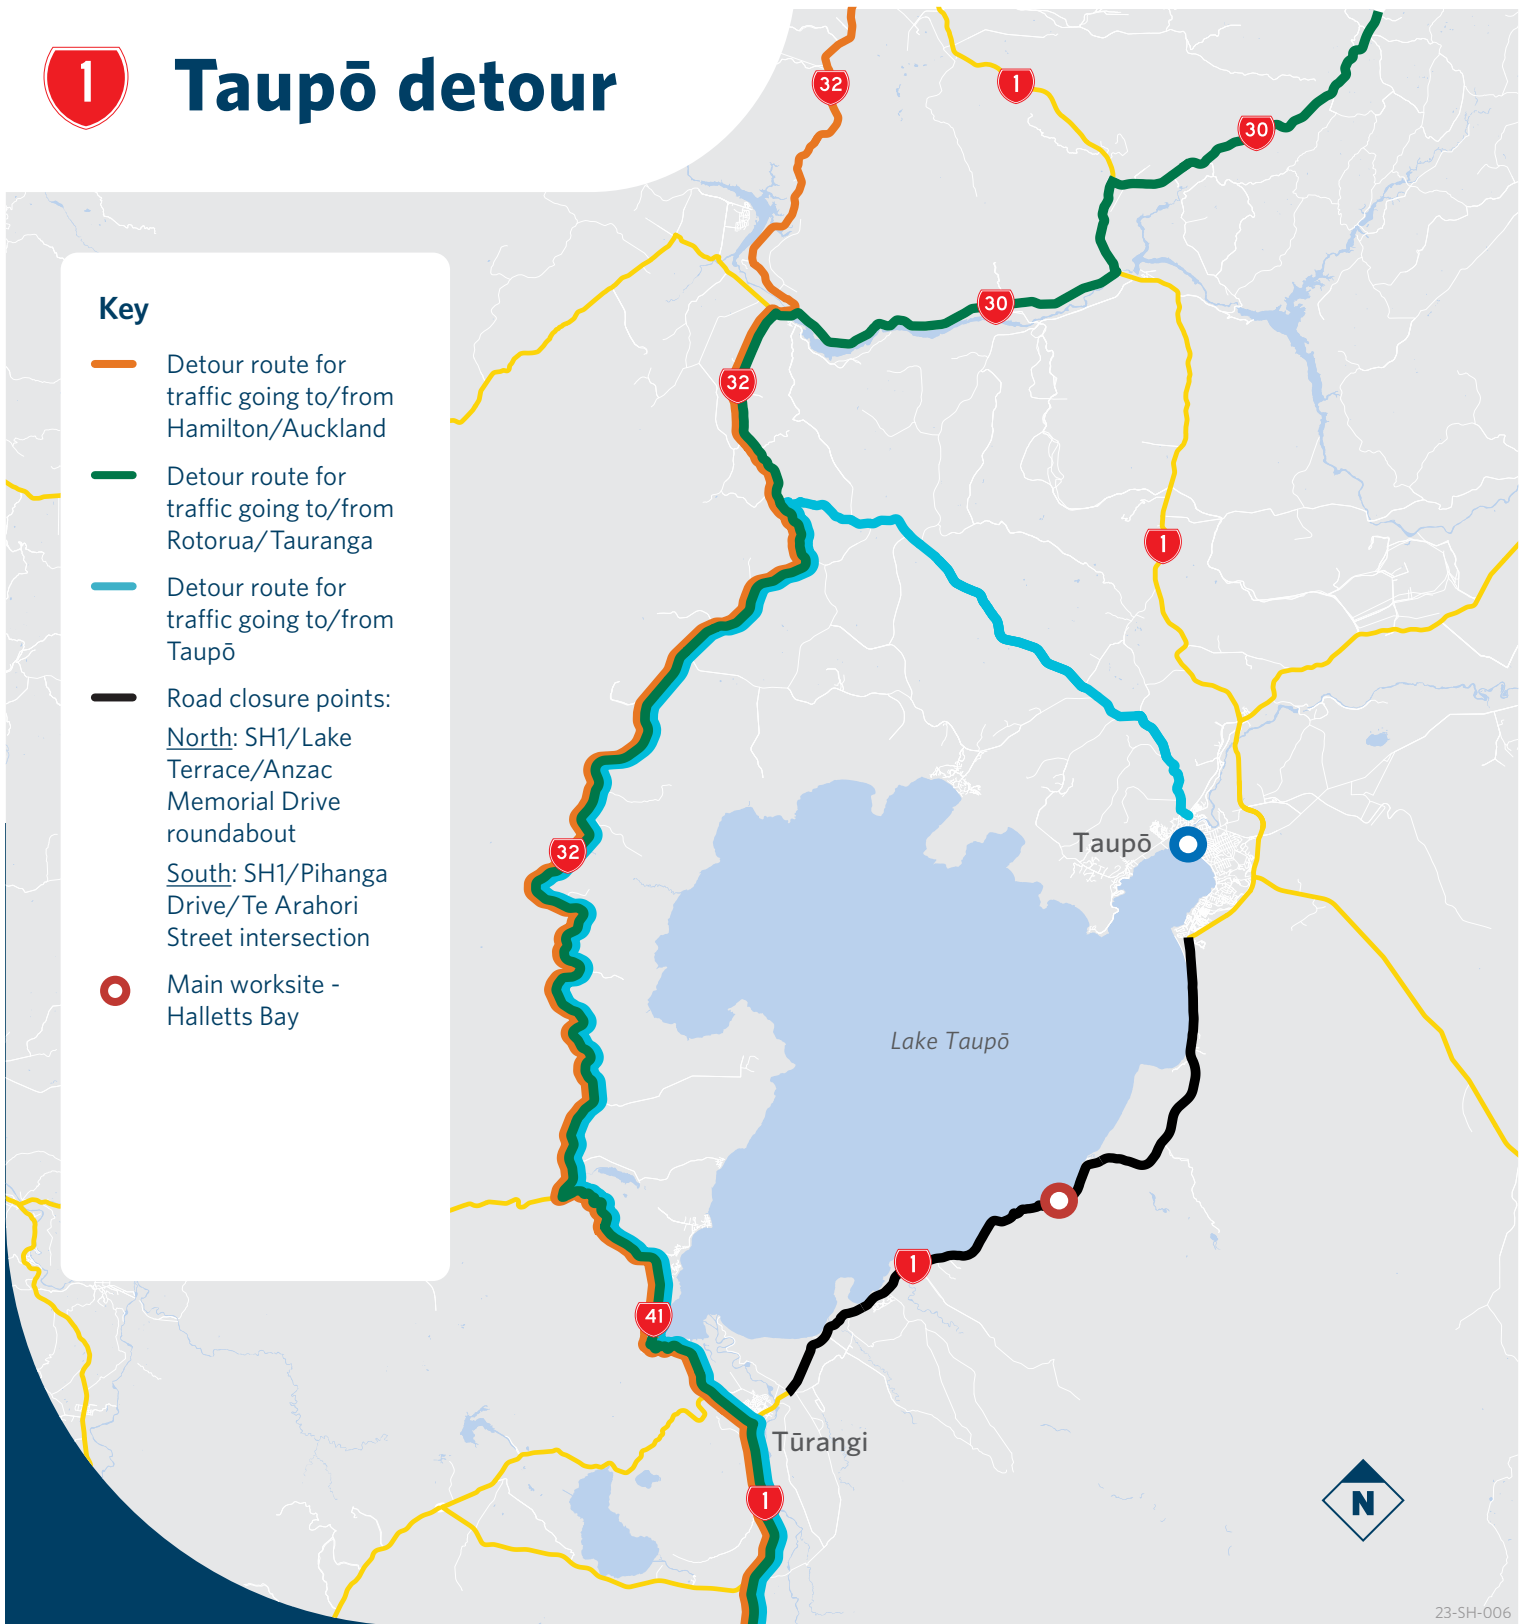 1 Taupō detour
32
1
30
30
32
1
32
41
1
1
Key
Detour route for
traffic going to/from
Hamilton/Auckland
Detour route for
traffic going to/from
Rotorua/Tauranga
Detour route for
traffic going to/from
Taupō
Road closure points:
North: SH1/Lake
Terrace/Anzac
Memorial Drive
roundabout
South: SH1/Pihanga
Drive/Te Arahori
Street intersection
Main worksite -
Halletts Bay
Taupō
Lake Taupō
Tūrangi
N
23-SH-006